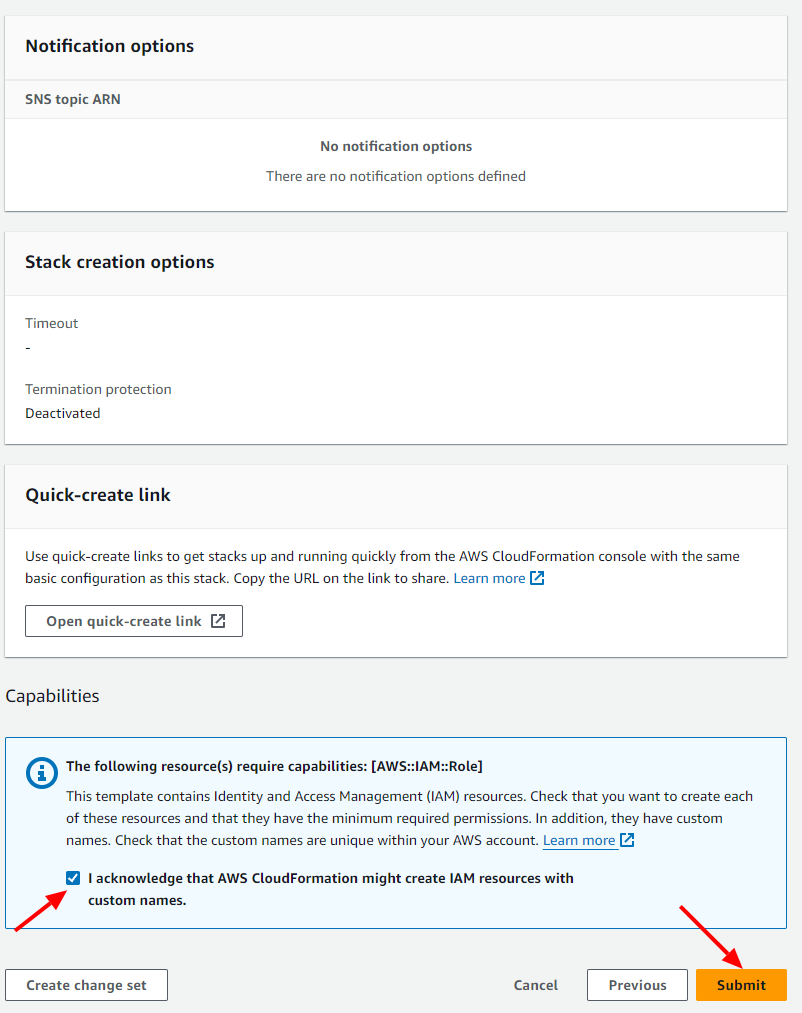 Notification options
SNS topic ARN
No notification options
There are no notification options defined
Stack creation options
Timeout
-
Termination protection
Deactivated
Quick-create link
Use quick-create links to get stacks up and running quickly from the AWS CloudFormation console with the same
basic configuration as this stack. Copy the URL on the link to share. Learn more
Open quick-create link
Capabilities
The following resource(s) require capabilities: [AWS::IAM::Role]
This template contains Identity and Access Management (IAM) resources. Check that you want to create each
of these resources and that they have the minimum required permissions. In addition, they have custom
names. Check that the custom names are unique within your AWS account. Learn more
I acknowledge that AWS CloudFormation might create IAM resources with
custom names.
Create change set
Cancel
Previous
Submit